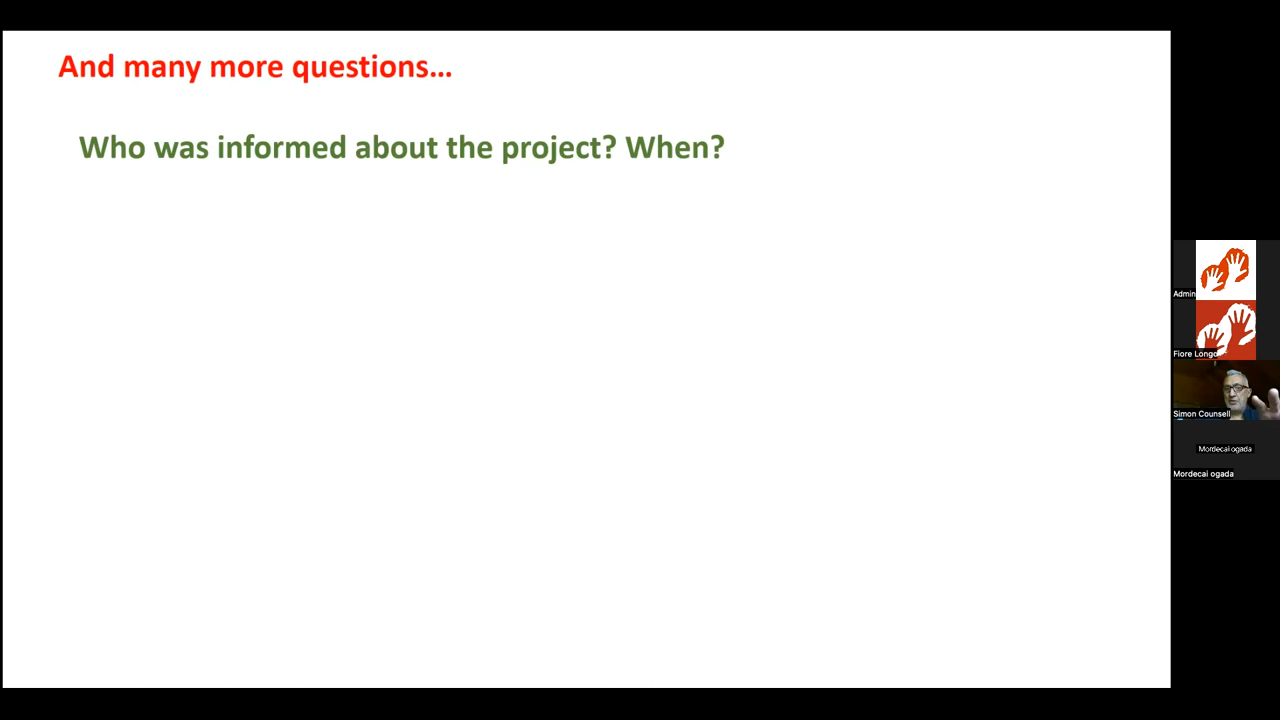 And many more questions...
Who was informed about the project? When?
Admin
Fiore Longo
Simon Counsell
Mordecai ogada
Mordecai ogada